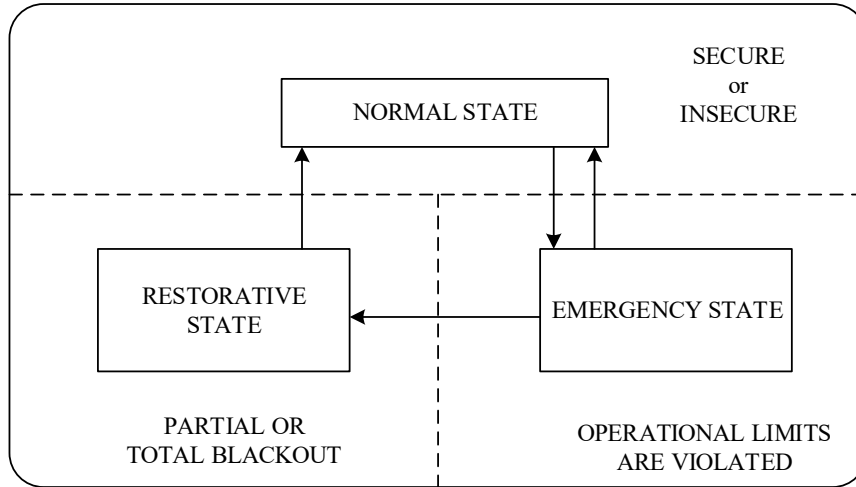 SECURE
or
INSECURE
NORMAL STATE
RESTORATIVE
STATE
EMERGENCY STATE
PARTIAL OR
TOTAL BLACKOUT
OPERATIONAL LIMITS
ARE VIOLATED